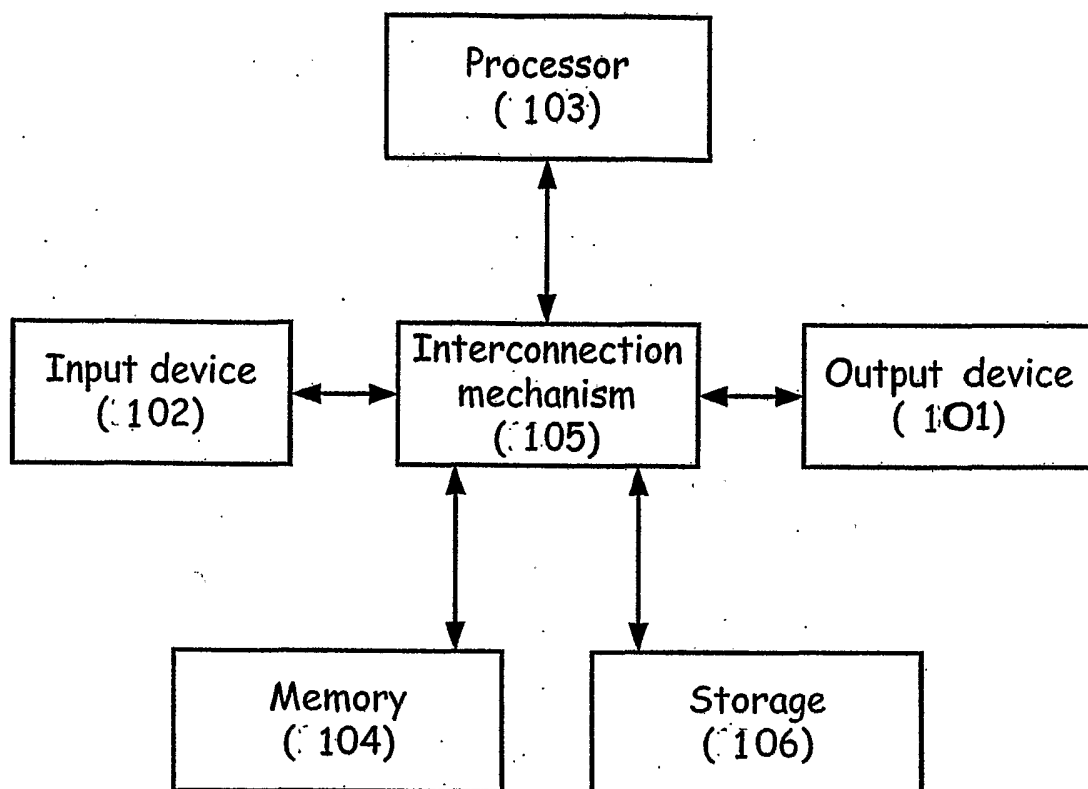 Processor
(103)
Input device
(102)
Interconnection
mechanism
(105)
Output device
(101)
Memory
(104)
Storage
(106)